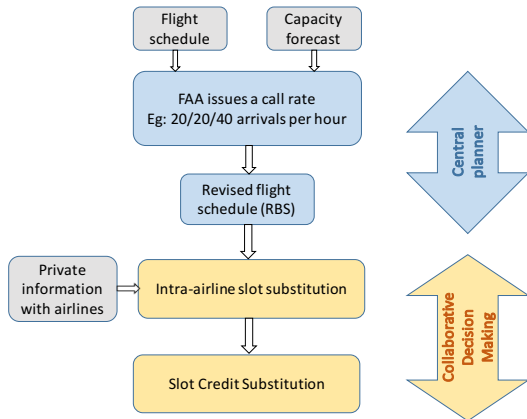 Flight
schedule
Capacity
forecast
FAA issues a call rate
Eg: 20/20/40 arrivals per hour
Central
planner
Revised flight
schedule (RBS)
Private
information
with airlines
Intra-airline slot substitution
Collaborative
Decision
Making
Slot Credit Substitution